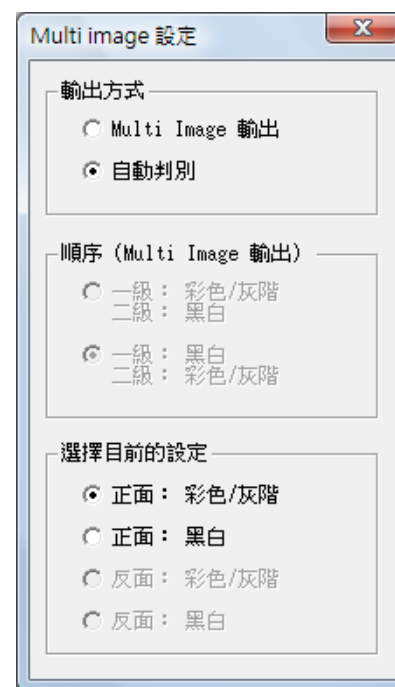 Multi image 設定
輸出方式
Multi Image 輸出
自動判別
順序 (Multi Image 輸出)
一級： 彩色/灰階
二級： 黑白
一級： 黑白
二級： 彩色/灰階
選擇目前的設定
正面： 彩色/灰階
正面： 黑白
反面： 彩色/灰階
反面： 黑白